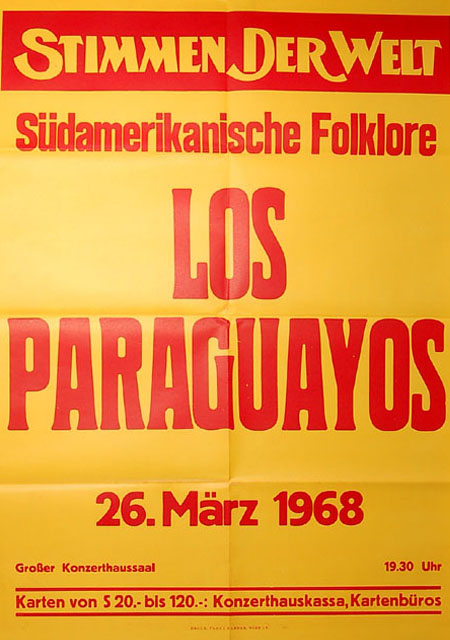 STIMMEN DER WELT
Südamerikanische Folklore
LOS
PARAGUAYOS
26. März 1968
Großer Konzerthaussaal 19.30 Uhr
Karten von S 20.- bis 120.-: Konzerthauskassa, Kartenbüros